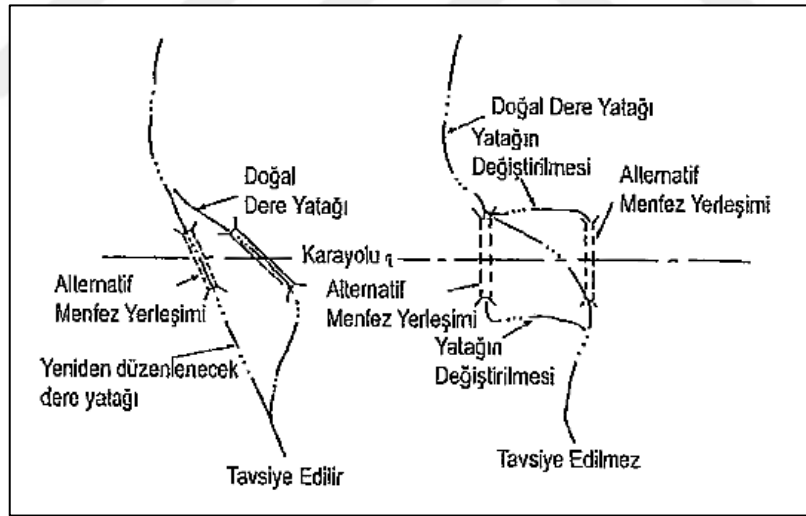 Doğal
Dere Yatağı
Alternatif
Menfez Yerleşimi
Yeniden düzenlenecek
dere yatağı
Tavsiye Edilir
Karayolu
Doğal Dere Yatağı
Yatağın
Değiştirilmesi
Alternatif
Menfez Yerleşimi
Alternatif
Menfez Yerleşimi
Yatağın
Değiştirilmesi
Tavsiye Edilmez